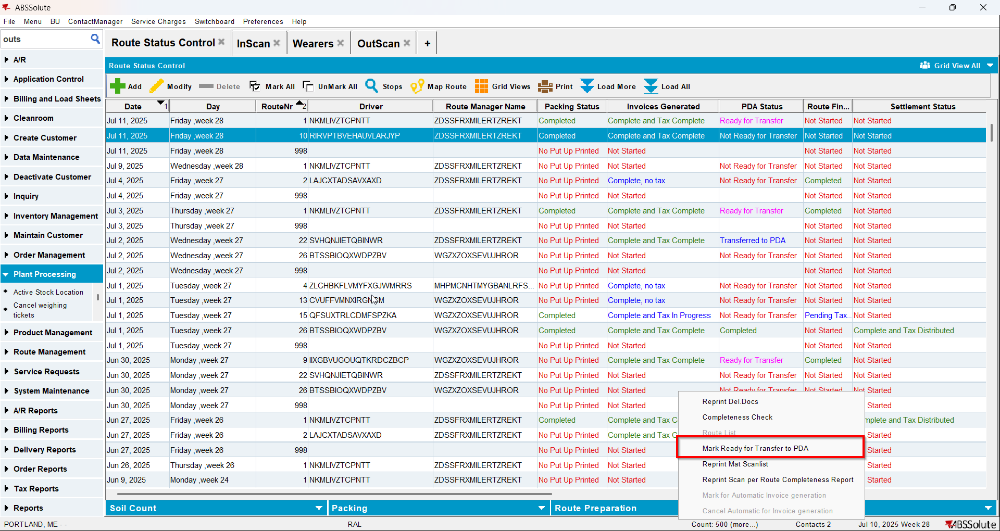 ABSSolute
File Menu BU ContactManager Service Charges Switchboard Preferences Help
outs
Route Status Control InScan Wearers OutScan +
Route Status Control Grid View All
Add Modify Delete Mark All UnMark All Stops Map Route Grid Views Print Load More Load All
A/R
Application Control
Billing and Load Sheets
Cleanroom
Create Customer
Data Maintenance
Deactivate Customer
Inquiry
Inventory Management
Maintain Customer
Order Management
Plant Processing
Active Stock Location
Cancel weighing
tickets
Product Management
Route Management
Service Requests
System Maintenance
A/R Reports
Billing Reports
Delivery Reports
Order Reports
Tax Reports
Reports
Date 1 Day RouteNr 2 Driver Route Manager Name Packing Status Invoices Generated PDA Status Route Fin... Settlement Status
Jul 11, 2025 Friday ,week 28 1 NKMLIVZTCPNTT ZDSSFRXMILERTZREKT Completed Complete and Tax Complete Ready for Transfer Not Started Not Started
Jul 11, 2025 Friday ,week 28 10 RIRVPTBVEHAUVLARJYP ZDSSFRXMILERTZREKT Completed Complete and Tax Complete Not Ready for Transfer Not Started Not Started
Jul 11, 2025 Friday ,week 28 998 No Put Up Printed Not Started Not Started Not Started
Jul 9, 2025 Wednesday ,week 28 1 NKMLIVZTCPNTT ZDSSFRXMILERTZREKT No Put Up Printed Not Started Not Ready for Transfer Not Started Not Started
Jul 4, 2025 Friday ,week 27 2 LAJCXTADSAVXAXD ZDSSFRXMILERTZREKT No Put Up Printed Complete, no tax Not Ready for Transfer Completed Not Started
Jul 4, 2025 Friday ,week 27 998 No Put Up Printed Not Started Not Started Not Started
Jul 3, 2025 Thursday ,week 27 1 NKMLIVZTCPNTT ZDSSFRXMILERTZREKT Completed Complete and Tax Complete Ready for Transfer Completed Not Started
Jul 3, 2025 Thursday ,week 27 998 No Put Up Printed Not Started Not Started Not Started
Jul 2, 2025 Wednesday ,week 27 22 SVHQNJIETQBINWR ZDSSFRXMILERTZREKT No Put Up Printed Complete and Tax Complete Transferred to PDA Not Started Not Started
Jul 2, 2025 Wednesday ,week 27 26 BTSSBIOQXWDPZBV WGZXZOXSEVUJHROR No Put Up Printed Not Started Not Ready for Transfer Not Started Not Started
Jul 2, 2025 Wednesday ,week 27 998 No Put Up Printed Not Started Not Started Not Started
Jul 1, 2025 Tuesday ,week 27 4 ZLCHBKFLVMYFXGJWMRRS MHPMCNHTMYGBANLRFS... No Put Up Printed Complete, no tax Not Ready for Transfer Not Started Not Started
Jul 1, 2025 Tuesday ,week 27 13 WGZXZOXSEVUJHROR No Put Up Printed Complete, no tax Not Ready for Transfer Not Started Not Started
Jul 1, 2025 Tuesday ,week 27 15 QFSUXTRLCDMFSPZKA WGZXZOXSEVUJHROR Completed Complete and Tax In Progress Not Ready for Transfer Pending Tax... Not Started
Jul 1, 2025 Tuesday ,week 27 26 BTSSBIOQXWDPZBV WGZXZOXSEVUJHROR Completed Complete and Tax Complete Completed Not Started Complete and Tax Distributed
Jul 1, 2025 Tuesday ,week 27 998 No Put Up Printed Not Started Not Started Not Started
Jun 30, 2025 Monday ,week 27 9 IIXGBVUGOUQTKRDCZBCP WGZXZOXSEVUJHROR No Put Up Printed Complete and Tax Complete Ready for Transfer Completed Not Started
Jun 30, 2025 Monday ,week 27 22 SVHQNJIETQBINWR ZDSSFRXMILERTZREKT No Put Up Printed Not Started Not Ready for Transfer Not Started Not Started
Jun 30, 2025 Monday ,week 27 26 BTSSBIOQXWDPZBV WGZXZOXSEVUJHROR No Put Up Printed Not Started Not Ready for Transfer Not Started Not Started
Jun 30, 2025 Monday ,week 27 998 No Put Up Printed Not Started Started
Jun 27, 2025 Friday ,week 26 1 NKMLIVZTCPNTT ZDSSFRXMILERTZREKT Completed Complete and Tax C mplete and Tax Distributed
Jun 27, 2025 Friday ,week 26 2 LAJCXTADSAVXAXD ZDSSFRXMILERTZREKT No Put Up Printed Complete and Tax C Started
Jun 27, 2025 Friday ,week 26 998 No Put Up Printed Not Started Started
Jun 26, 2025 Thursday ,week 26 1 NKMLIVZTCPNTT ZDSSFRXMILERTZREKT No Put Up Printed Not Started Started
Jun 9, 2025 Monday ,week 24 1 NKMLIVZTCPNTT ZDSSFRXMILERTZREKT No Put Up Printed Not Started Started
Reprint Del.Docs
Completeness Check
Route List
Mark Ready for Transfer to PDA
Reprint Mat Scanlist
Reprint Scan per Route Completeness Report
Mark for Automatic Invoice generation
Cancel Automatic for Invoice generation
Soil Count Packing Route Preparation
PORTLAND, ME - - RAL Count: 500 (more...) Contacts 2 Jul 10, 2025 Week 28 ABSSolute